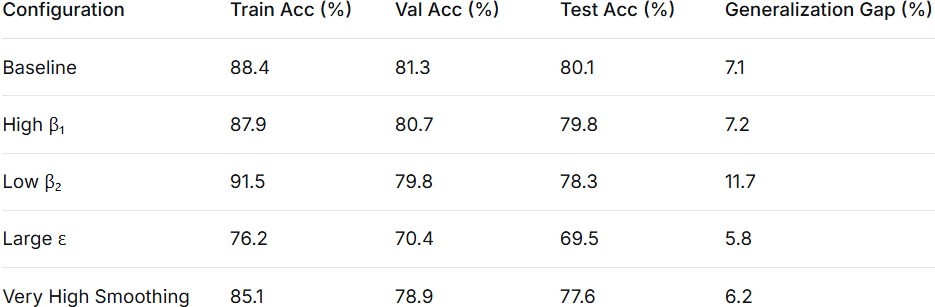 Configuration Train Acc (%) Val Acc (%) Test Acc (%) Generalization Gap (%)
Baseline 88.4 81.3 80.1 7.1
High β₁ 87.9 80.7 79.8 7.2
Low β₂ 91.5 79.8 78.3 11.7
Large ε 76.2 70.4 69.5 5.8
Very High Smoothing 85.1 78.9 77.6 6.2